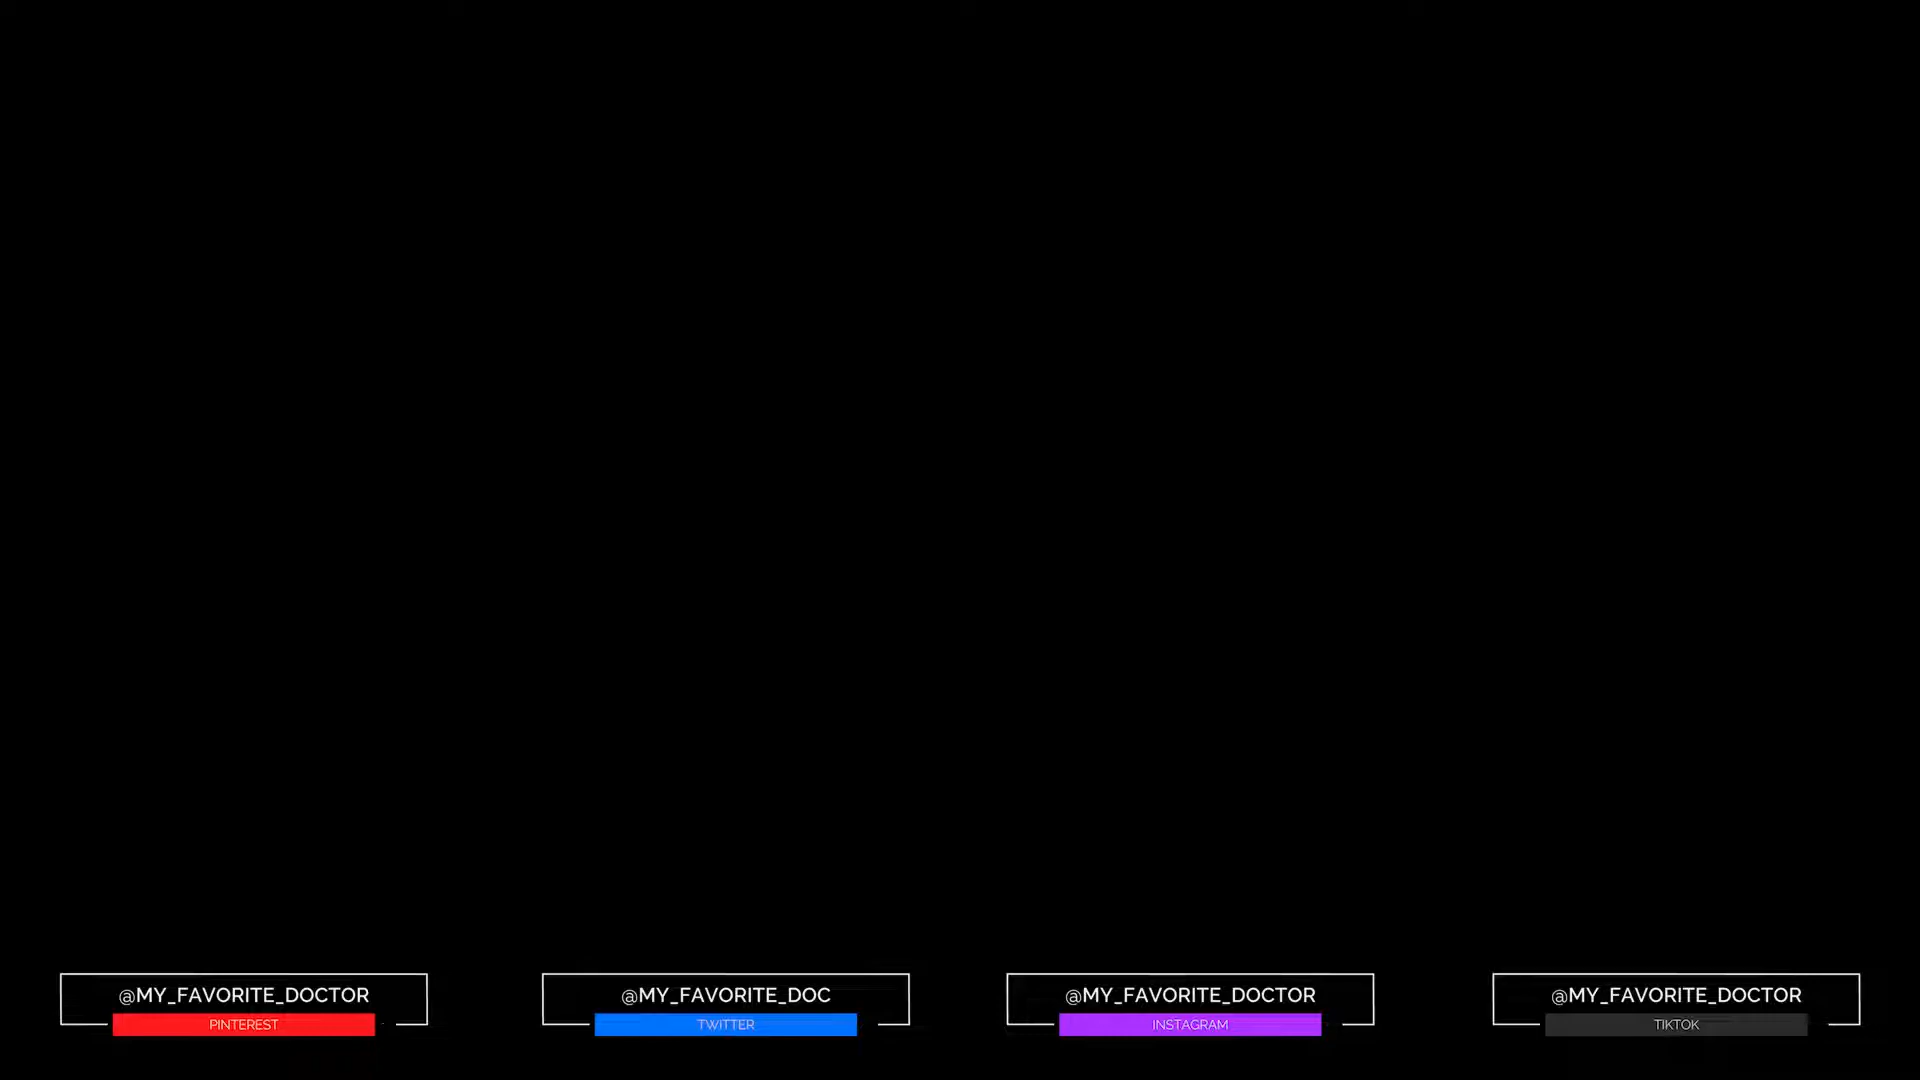 @MY_FAVORITE_DOCTOR
PINTEREST
@MY_FAVORITE_DOC
TWITTER
@MY_FAVORITE_DOCTOR
INSTAGRAM
@MY_FAVORITE_DOCTOR
TIKTOK